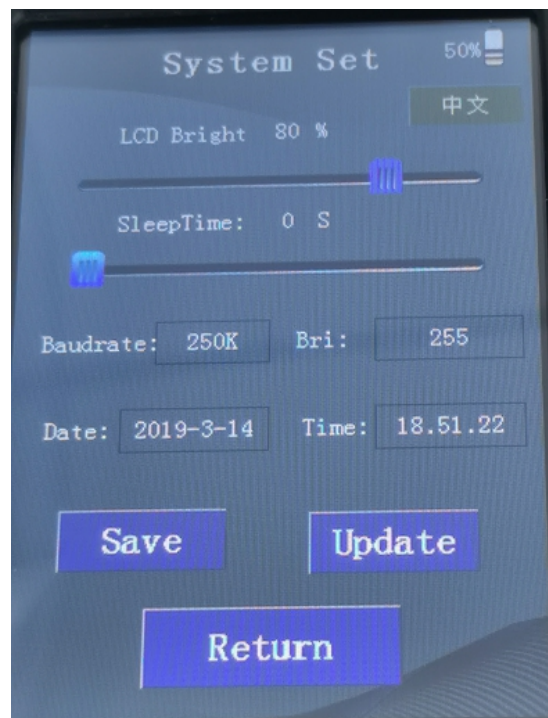 System Set 50%
中文
LCD Bright 80 %
SleepTime: 0 S
Baudrate: 250K Bri: 255
Date: 2019-3-14 Time: 18.51.22
Save Update
Return